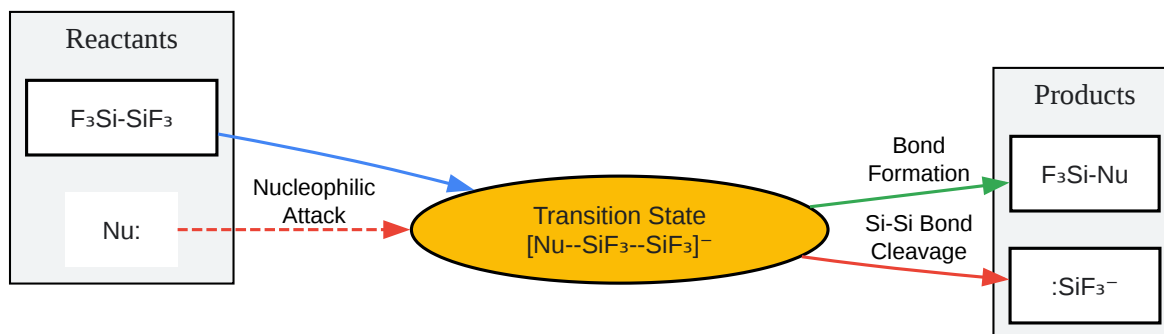 Reactants
F₃Si-SiF₃
Nu:
Nucleophilic
Attack
Transition State
[Nu--SiF₃--SiF₃]⁻
Bond
Formation
Si-Si Bond
Cleavage
Products
F₃Si-Nu
:SiF₃⁻